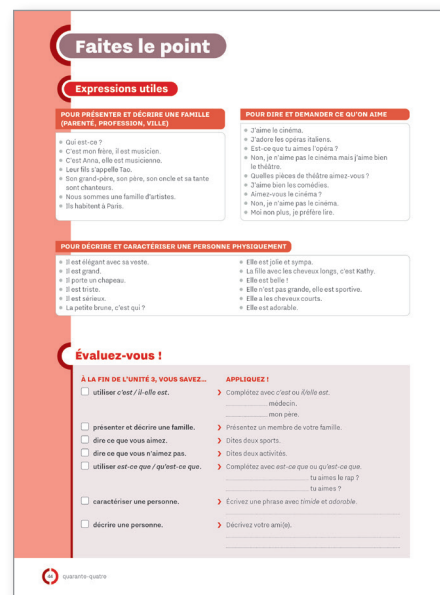 Faites le point
Expressions utiles
POUR PRÉSENTER ET DÉCRIRE UNE FAMILLE
(PARENTÉ, PROFESSION, VILLE)
Qui est-ce ?
C'est mon frère, il est musicien.
C'est Anna, elle est musicienne.
Leur fils s'appelle Tao.
Son grand-père, son père, son oncle et sa tante
sont chanteurs.
Nous sommes une famille d'artistes.
Ils habitent à Paris.
POUR DIRE ET DEMANDER CE QU'ON AIME
J'aime le cinéma.
J'adore les opéras italiens.
Est-ce que tu aimes l'opéra ?
Non, je n'aime pas le cinéma mais j'aime bien
le théâtre.
Quelles pièces de théâtre aimez-vous ?
J'aime bien les comédies.
Aimez-vous le cinéma ?
Non, je n'aime pas le cinéma.
Moi non plus, je préfère lire.
POUR DÉCRIRE ET CARACTÉRISER UNE PERSONNE PHYSIQUEMENT
Il est élégant avec sa veste.
Il est grand.
Il porte un chapeau.
Il est triste.
Il est sérieux.
La petite brune, c'est qui ?
Elle est jolie et sympa.
La fille avec les cheveux longs, c'est Kathy.
Elle est belle !
Elle n'est pas grande, elle est sportive.
Elle a les cheveux courts.
Elle est adorable.
Évaluez-vous !
À LA FIN DE L'UNITÉ 3, VOUS SAVEZ... APPLIQUEZ !
utiliser c'est / il-elle est. Complétez avec c'est ou il/elle est.
médecin,
mon père.
présenter et décrire une famille. Présentez un membre de votre famille.
dire ce que vous aimez. Dites deux sports.
dire ce que vous n'aimez pas. Dites deux activités.
utiliser est-ce que / qu'est-ce que. Complétez avec est-ce que ou qu'est-ce que.
tu aimes le rap ?
tu aimes ?
caractériser une personne. Écrivez une phrase avec timide et adorable.
décrire une personne. Décrivez votre ami(e).
44 quarante-quatre